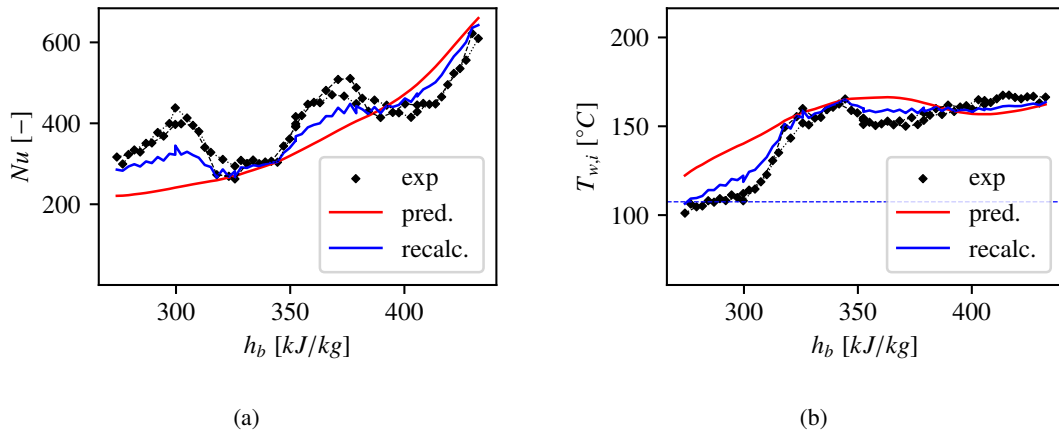 600
400
200
Nu [−]
300
350
400
h_b [kJ/kg]
exp
pred.
recalc.
(a)
200
150
100
T_{w,i} [°C]
300
350
400
h_b [kJ/kg]
exp
pred.
recalc.
(b)